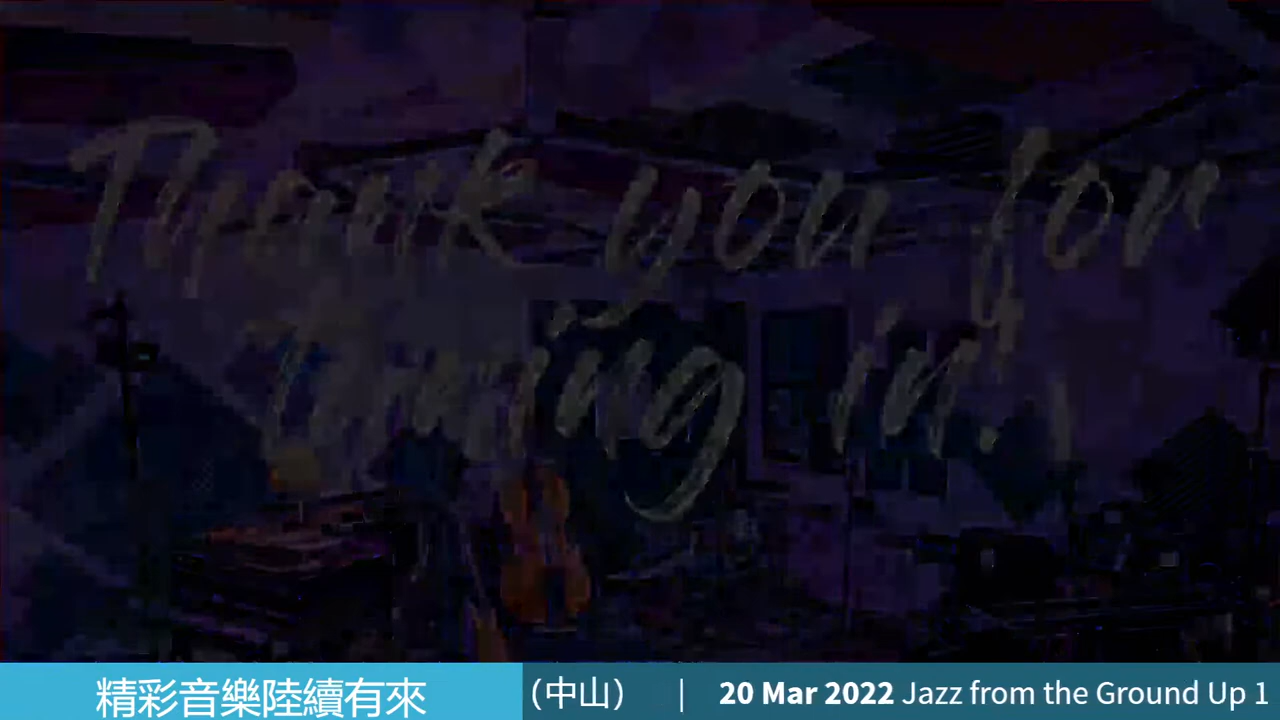 Thank you for
Tuning in!
精彩音樂陸續有來
(中山) | 20 Mar 2022 Jazz from the Ground Up 1